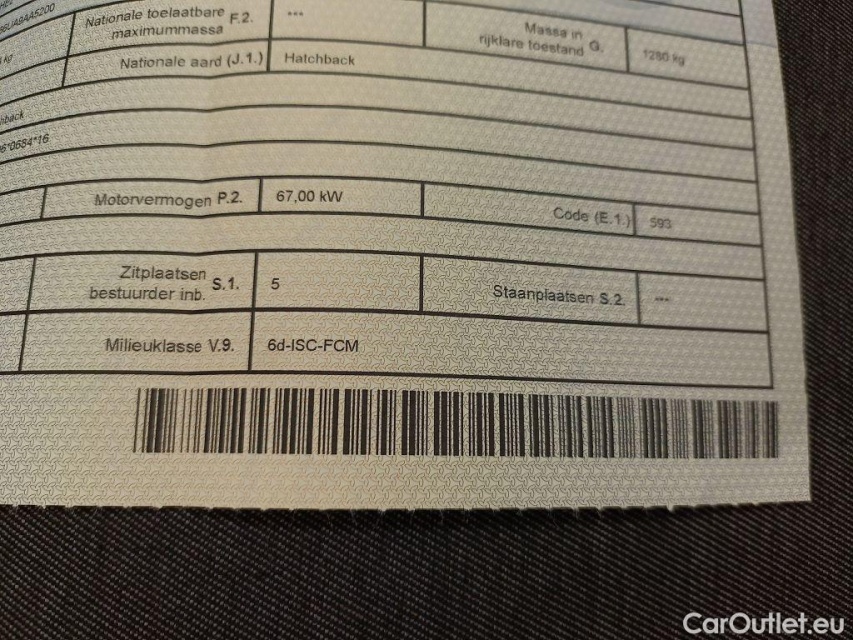 Nationale toelaatbare F.2. ---
maximummassa
Massa in G. 1280 kg
rijklare toestand
Nationale aard (J.1.) Hatchback
Motorvermogen P.2. 67,00 kW Code (E.1.) 593
Zitplaatsen S.1. 5 Staanplaatsen S.2. ---
bestuurder inb.
Milieuklasse V.9. 6d-ISC-FCM
CarOutlet.eu